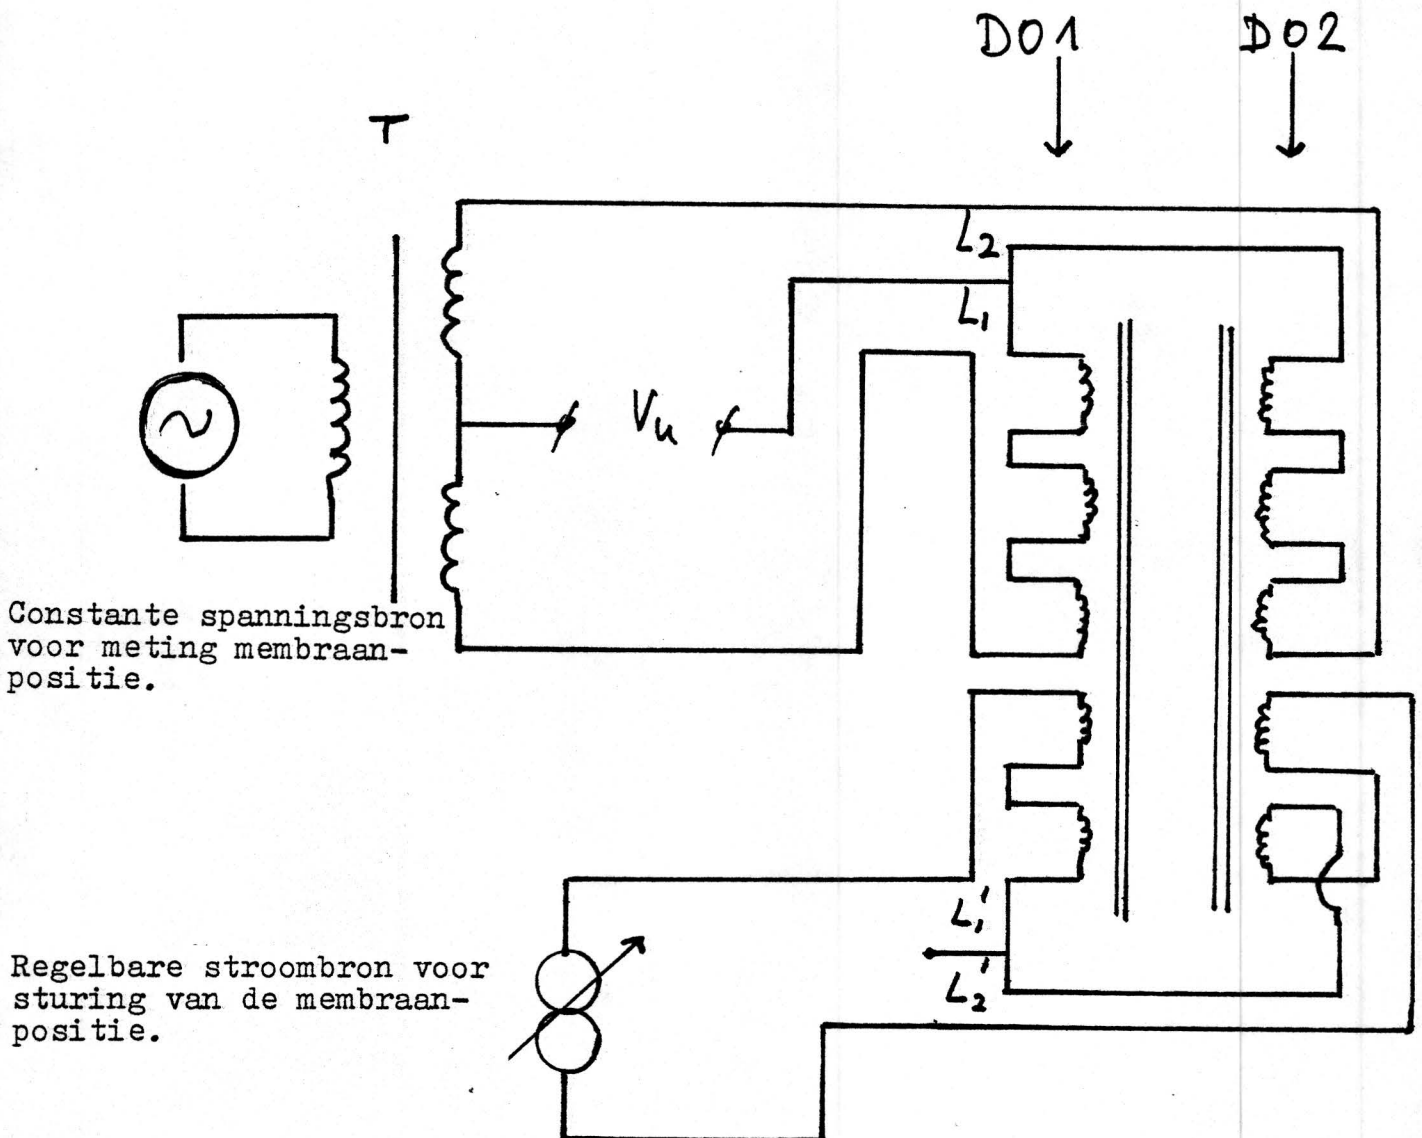 DO1
DO2
T
L2
L1
Vu
Constante spanningsbron
voor meting membraan-
positie.
L1'
L2'
Regelbare stroombron voor
sturing van de membraan-
positie.